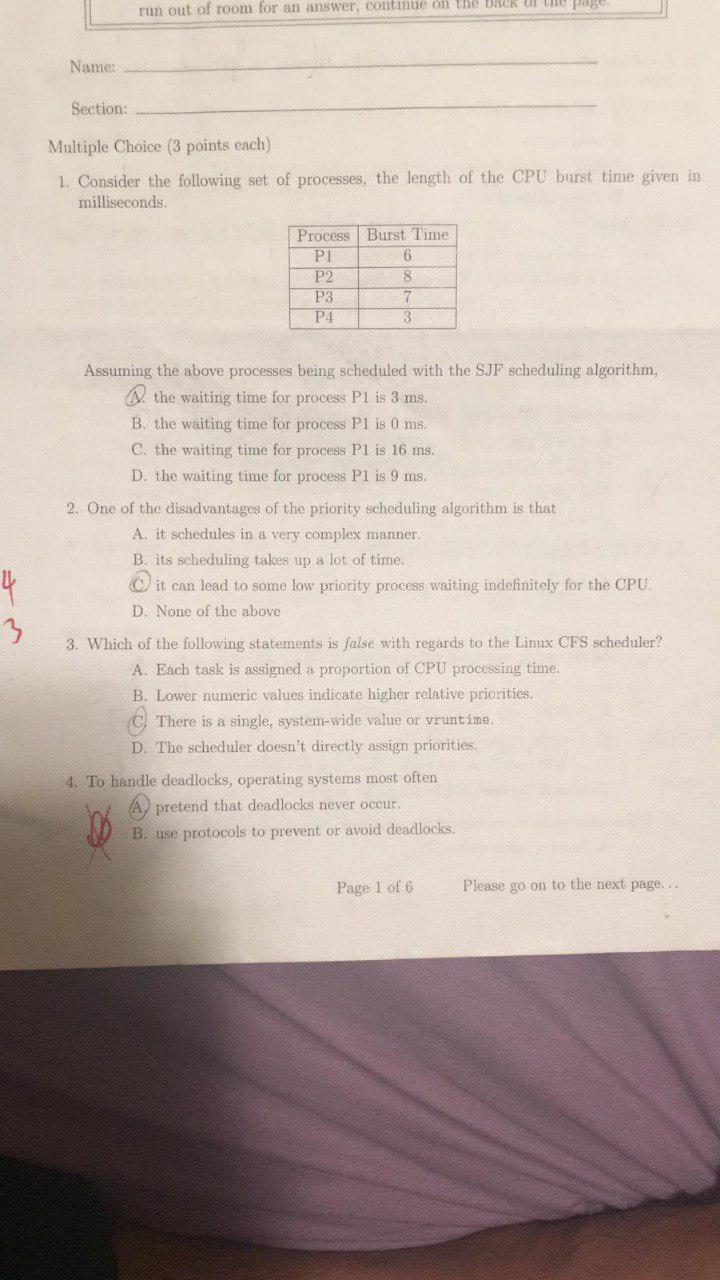 run out of room for an answer, continue on the back of the page.
Name:
Section:
Multiple Choice (3 points each)
1. Consider the following set of processes, the length of the CPU burst time given in
milliseconds.
Process Burst Time
P1 6
P2 8
P3 7
P4 3
Assuming the above processes being scheduled with the SJF scheduling algorithm,
A. the waiting time for process P1 is 3 ms.
B. the waiting time for process P1 is 0 ms.
C. the waiting time for process P1 is 16 ms.
D. the waiting time for process P1 is 9 ms.
2. One of the disadvantages of the priority scheduling algorithm is that
A. it schedules in a very complex manner.
B. its scheduling takes up a lot of time.
4
C. it can lead to some low priority process waiting indefinitely for the CPU.
D. None of the above
3
3. Which of the following statements is false with regards to the Linux CFS scheduler?
A. Each task is assigned a proportion of CPU processing time.
B. Lower numeric values indicate higher relative priorities.
C. There is a single, system-wide value or vruntime.
D. The scheduler doesn't directly assign priorities.
4. To handle deadlocks, operating systems most often
A. pretend that deadlocks never occur.
B. use protocols to prevent or avoid deadlocks.
Page 1 of 6 Please go on to the next page...